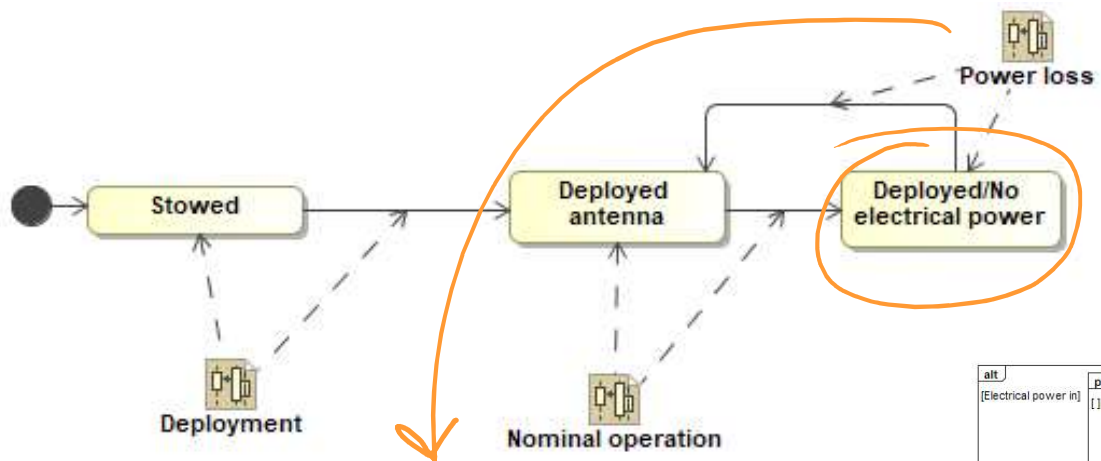 Power loss
Stowed
Deployed
antenna
Deployed/No
electrical power
Deployment
Nominal operation
alt
[Electrical power in]
p
[ ]